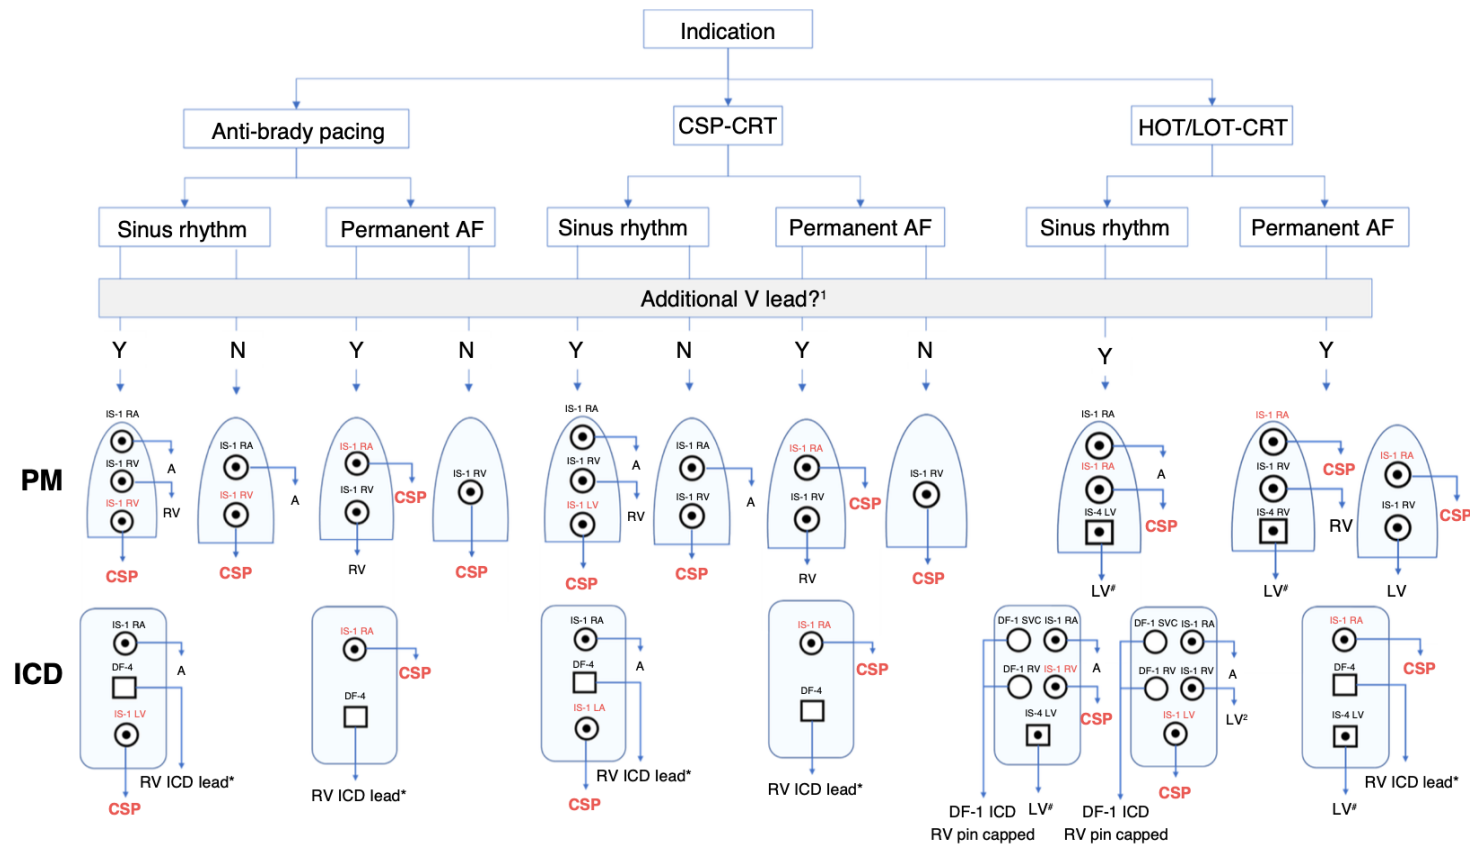 Indication
Anti-brady pacing
CSP-CRT
HOT/LOT-CRT
Sinus rhythm
Permanent AF
Sinus rhythm
Permanent AF
Sinus rhythm
Permanent AF
Additional V lead?¹
Y
N
Y
N
Y
N
Y
N
Y
Y
PM
IS-1 RA
A
IS-1 RV
RV
IS-1 RV
CSP
IS-1 RA
A
IS-1 RV
CSP
IS-1 RA
CSP
IS-1 RV
RV
IS-1 RV
CSP
IS-1 RA
A
IS-1 RV
RV
IS-1 LV
CSP
IS-1 RA
A
IS-1 RV
CSP
IS-1 RA
CSP
IS-1 RV
RV
IS-1 RV
CSP
IS-1 RA
A
IS-1 RA
CSP
IS-4 LV
LV#
IS-1 RA
CSP
IS-1 RV
RV
IS-4 RV
LV#
IS-1 RA
CSP
IS-1 RV
LV
ICD
IS-1 RA
A
DF-4
IS-1 LV
RV ICD lead*
CSP
IS-1 RA
CSP
DF-4
RV ICD lead*
IS-1 RA
A
DF-4
IS-1 LA
RV ICD lead*
CSP
IS-1 RA
CSP
DF-4
RV ICD lead*
DF-1 SVC IS-1 RA
A
DF-1 RV IS-1 RV
CSP
IS-4 LV
DF-1 ICD
RV pin capped
LV#
DF-1 SVC IS-1 RA
A
DF-1 RV IS-1 RV
LV²
IS-1 LV
CSP
DF-1 ICD
RV pin capped
IS-1 RA
CSP
DF-4
IS-4 LV
RV ICD lead*
LV#